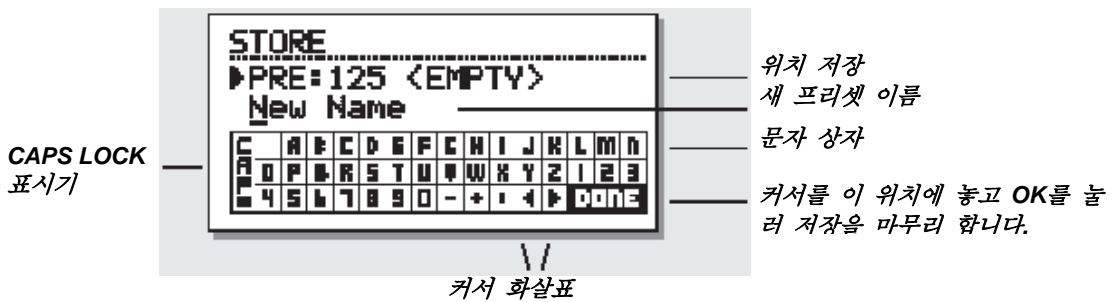 STORE
PRE:125 <EMPTY>
New Name
CAPS A B C D E F G H I J K L M N
O P Q R S T U V W X Y Z 1 2 3
4 5 6 7 8 9 0 - + DONE
위치 저장
새 프리셋 이름
문자 상자
커서를 이 위치에 놓고 OK를 눌
러 저장을 마무리 합니다.
CAPS LOCK
표시기
커서 화살표